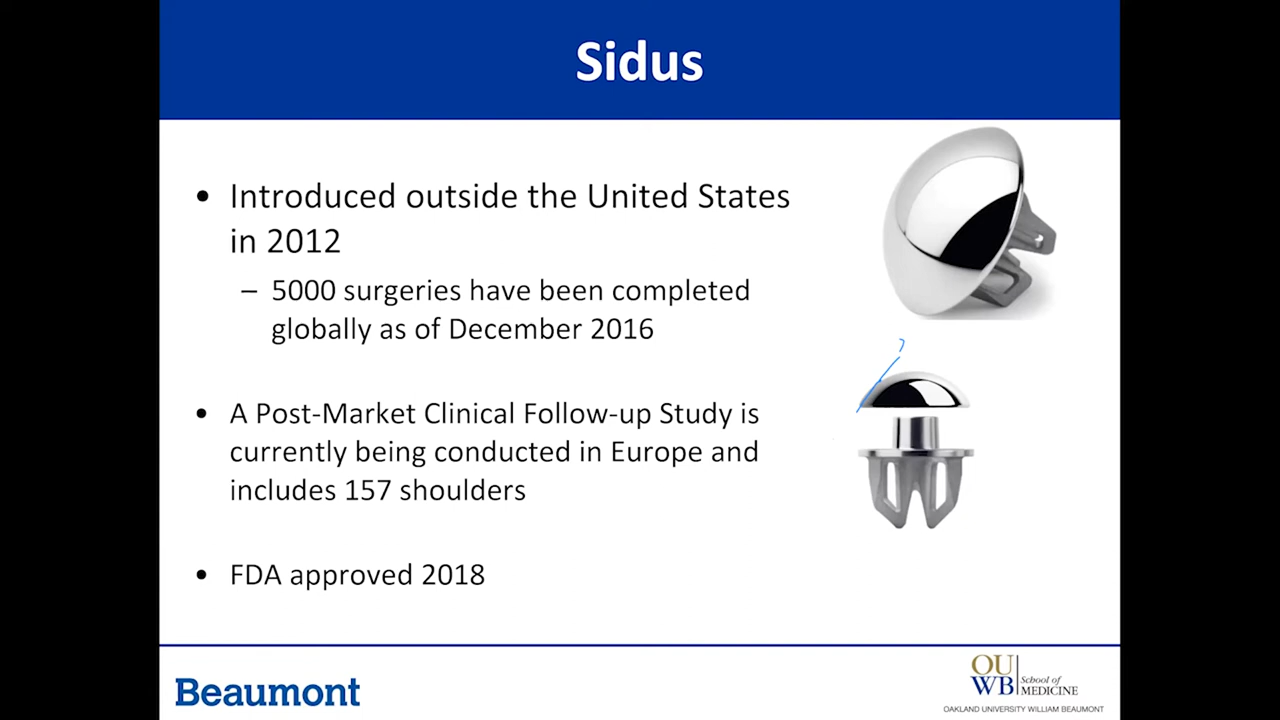 Sidus
• Introduced outside the United States
in 2012
– 5000 surgeries have been completed
globally as of December 2016
• A Post-Market Clinical Follow-up Study is
currently being conducted in Europe and
includes 157 shoulders
• FDA approved 2018
Beaumont
OU
WB School of
MEDICINE
OAKLAND UNIVERSITY WILLIAM BEAUMONT